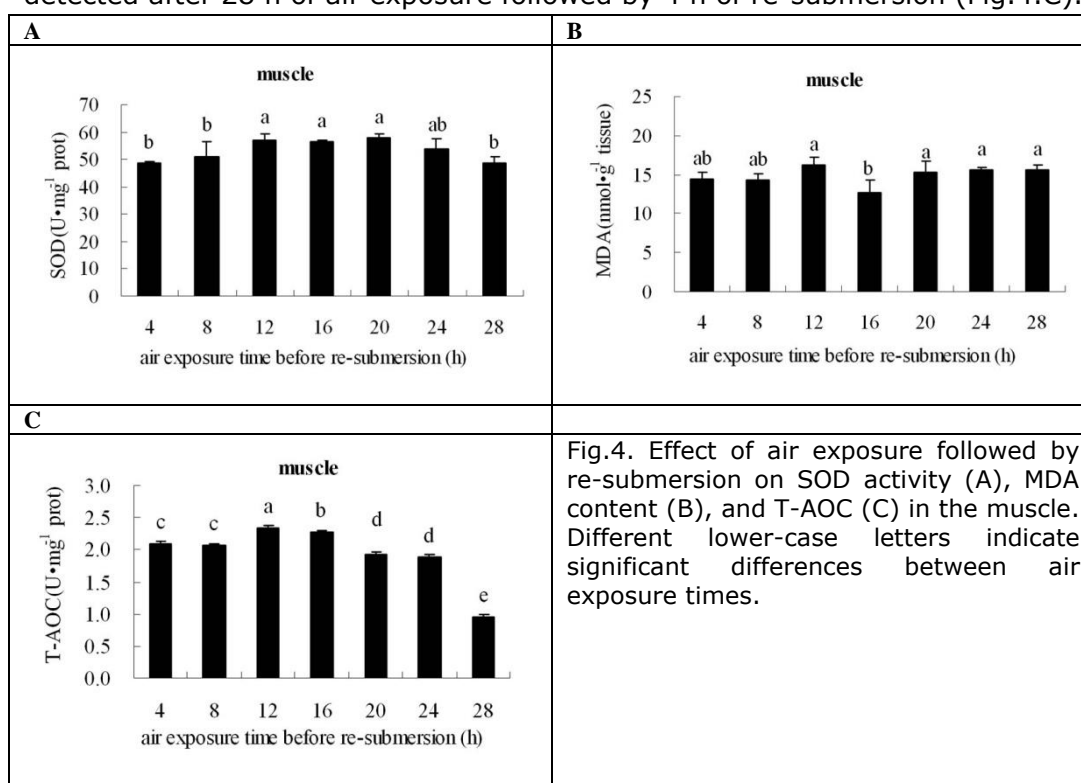 detected after 28 h of air exposure followed by 4 h of re-submersion (Fig.4.C).
A
muscle
SOD(U•mg¹ prot)
70
60
50
40
30
20
10
0
b b a a a ab b
4 8 12 16 20 24 28
air exposure time before re-submersion (h)
B
muscle
MDA(nmol•g¹ tissue)
25
20
15
10
5
0
ab ab a b a a a
4 8 12 16 20 24 28
air exposure time before re-submersion (h)
C
muscle
T-AOC(U•mg¹ prot)
3.0
2.5
2.0
1.5
1.0
0.5
0.0
c c a b d d e
4 8 12 16 20 24 28
air exposure time before re-submersion (h)
Fig.4. Effect of air exposure followed by
re-submersion on SOD activity (A), MDA
content (B), and T-AOC (C) in the muscle.
Different lower-case letters indicate
significant differences between air
exposure times.